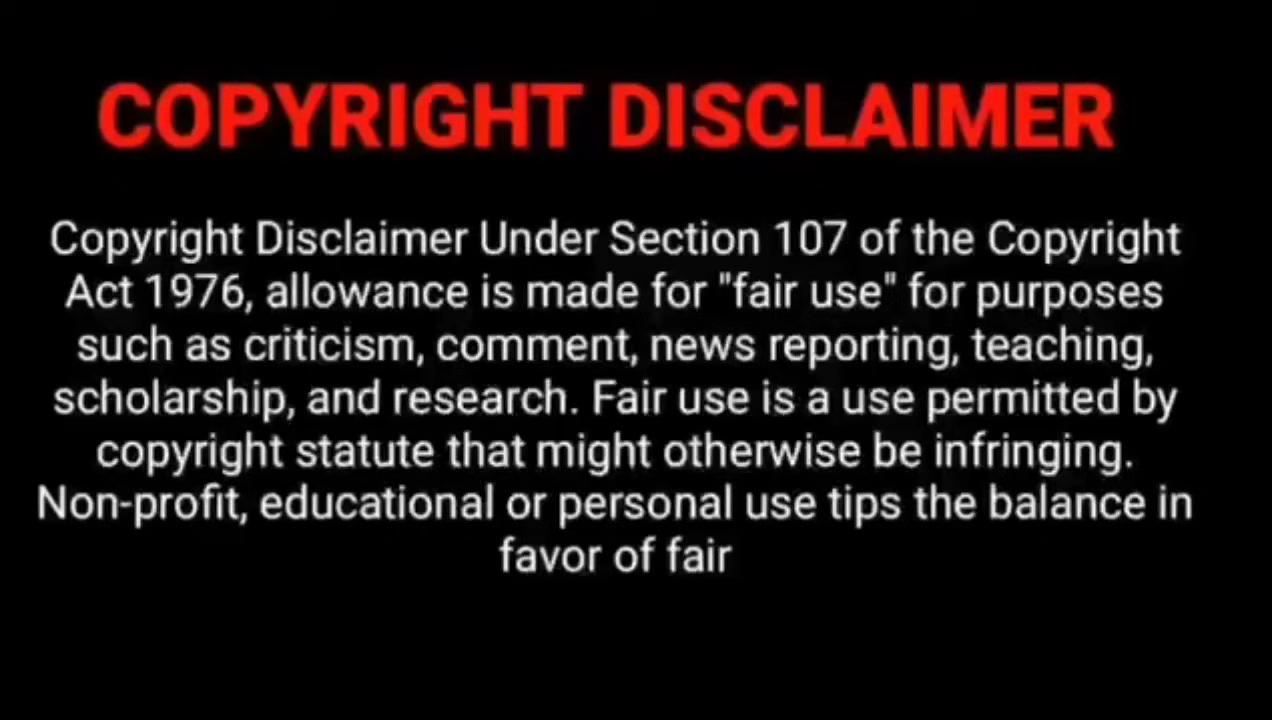 COPYRIGHT DISCLAIMER
Copyright Disclaimer Under Section 107 of the Copyright
Act 1976, allowance is made for "fair use" for purposes
such as criticism, comment, news reporting, teaching,
scholarship, and research. Fair use is a use permitted by
copyright statute that might otherwise be infringing.
Non-profit, educational or personal use tips the balance in
favor of fair